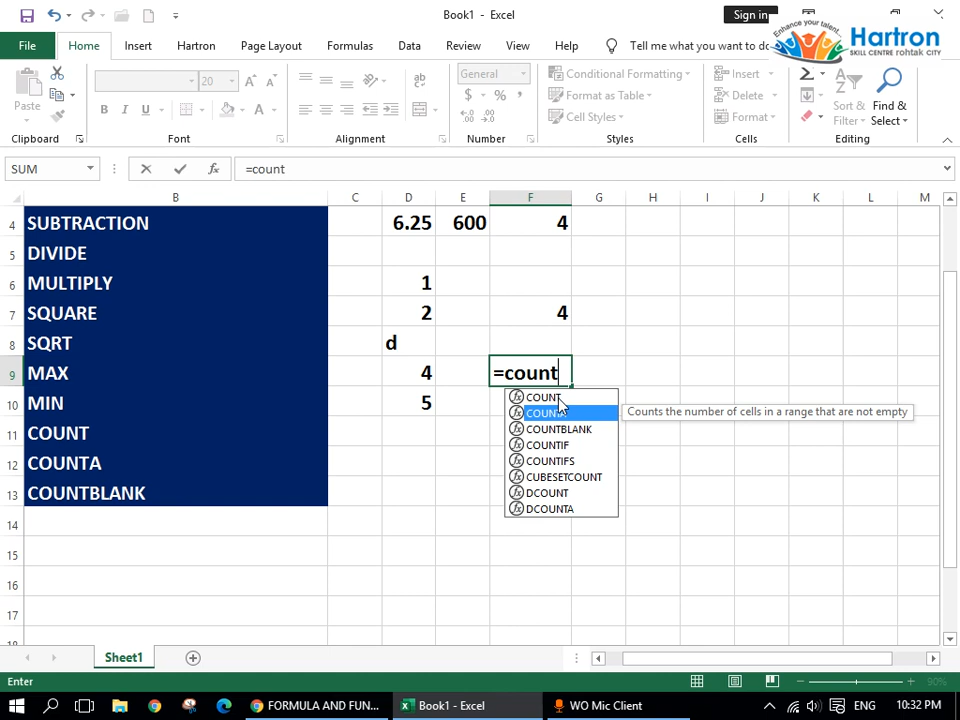 Book1 - Excel
Sign in
Enhance your talent..
Hartron
SKILL CENTRE rohtak CITY
File
Home
Insert
Hartron
Page Layout
Formulas
Data
Review
View
Help
Tell me what you want to do
Paste
20
General
Conditional Formatting
Format as Table
Cell Styles
Insert
Delete
Format
Sort &
Filter
Find &
Select
Clipboard
Font
Alignment
Number
Styles
Cells
Editing
SUM
=count
B C D E F G H I J K L M
4 SUBTRACTION 6.25 600 4
5 DIVIDE
6 MULTIPLY 1
7 SQUARE 2 4
8 SQRT d
9 MAX 4 =count
10 MIN 5
11 COUNT
12 COUNTA
13 COUNTBLANK
14
15
16
17
18
COUNT
COUNTA
Counts the number of cells in a range that are not empty
COUNTBLANK
COUNTIF
COUNTIFS
CUBESETCOUNT
DCOUNT
DCOUNTA
Sheet1
Enter
90%
FORMULA AND FUN...
Book1 - Excel
WO Mic Client
ENG
10:32 PM